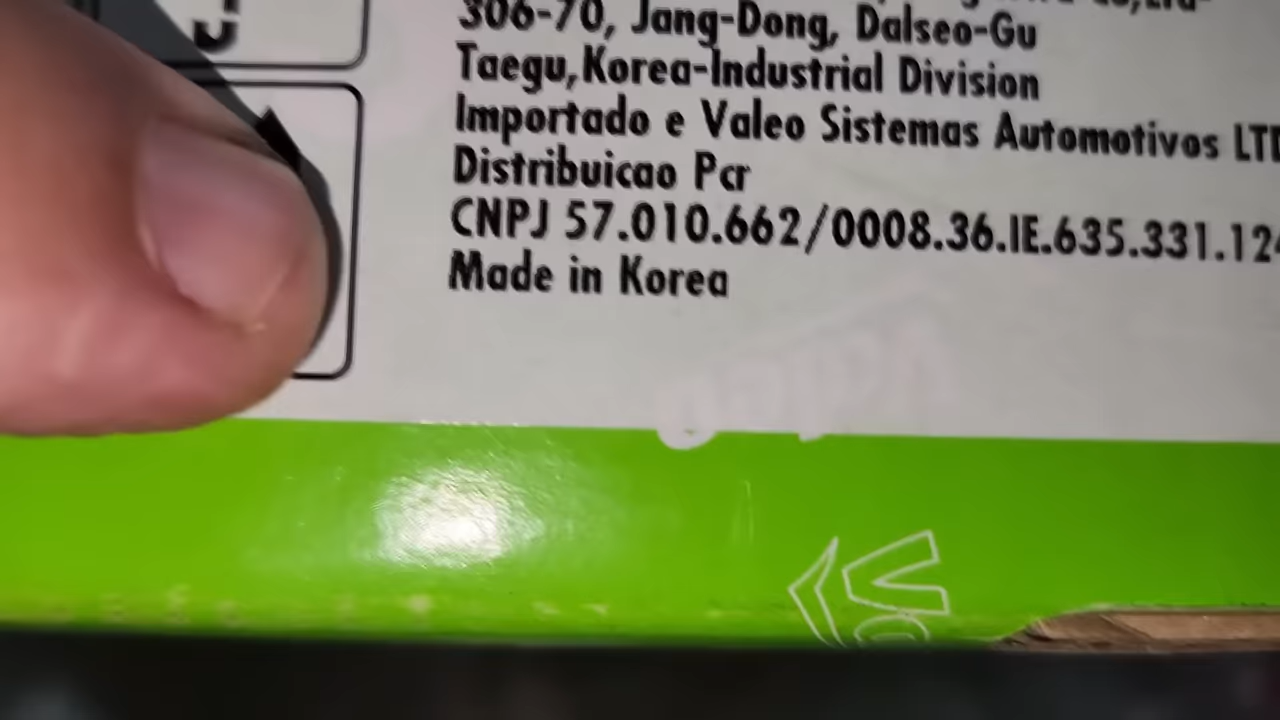 306-70, Jang-Dong, Dalseo-Gu
Taegu,Korea-Industrial Division
Importado e Valeo Sistemas Automotivos
Distribuicao Pcr
CNPJ 57.010.662/0008.36.IE.635.331.12
Made in Korea